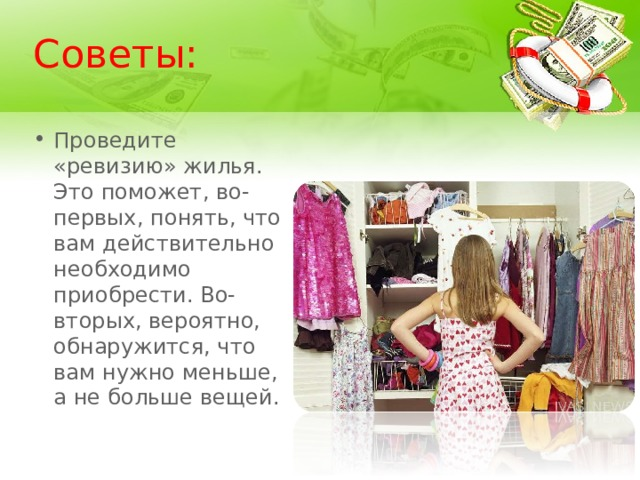 Советы:
• Проведите
«ревизию» жилья.
Это поможет, во-
первых, понять, что
вам действительно
необходимо
приобрести. Во-
вторых, вероятно,
обнаружится, что
вам нужно меньше,
а не больше вещей.
100